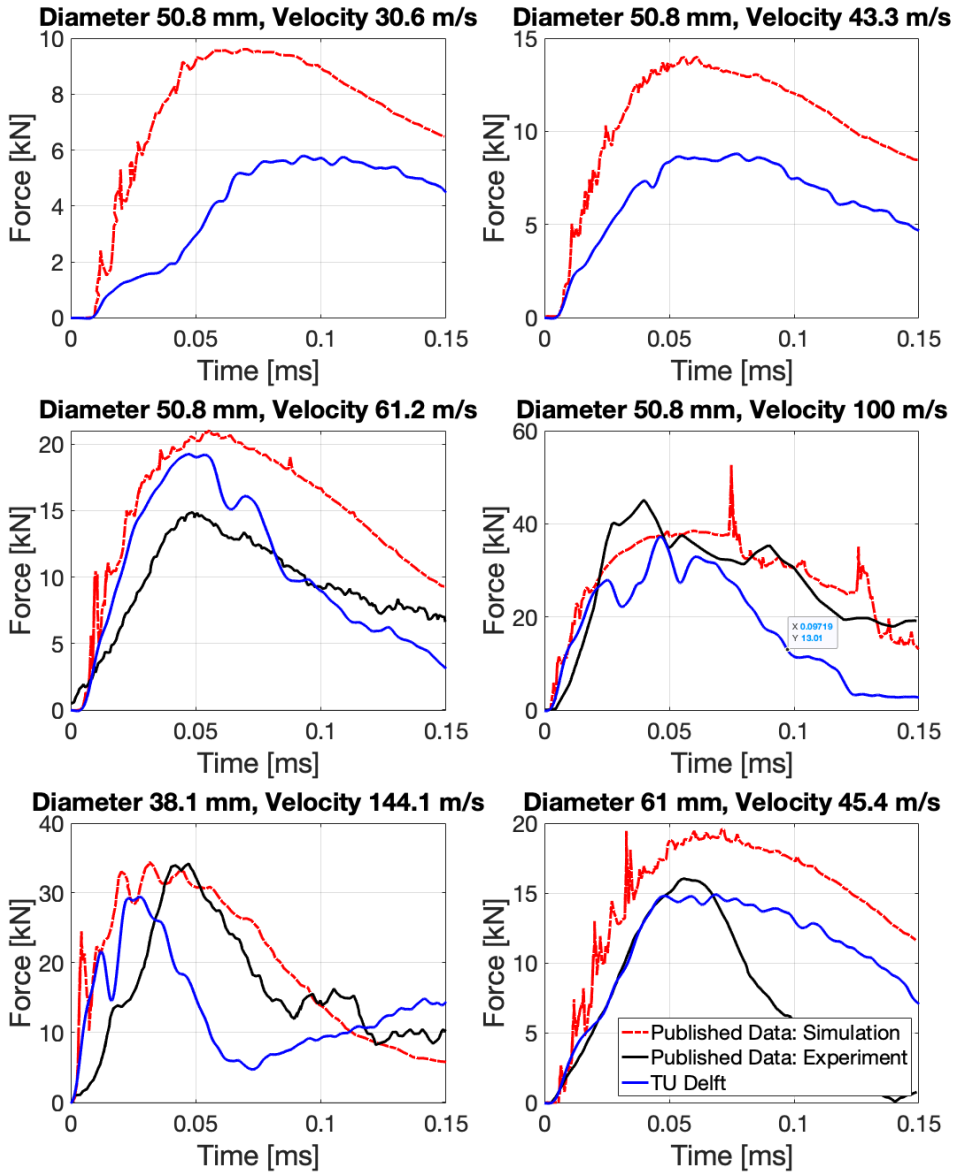 Diameter 50.8 mm, Velocity 30.6 m/s
10
8
6
4
2
0
Force [kN]
0 0.05 0.1 0.15
Time [ms]
Diameter 50.8 mm, Velocity 43.3 m/s
15
10
5
0
Force [kN]
0 0.05 0.1 0.15
Time [ms]
Diameter 50.8 mm, Velocity 61.2 m/s
20
15
10
5
0
Force [kN]
0 0.05 0.1 0.15
Time [ms]
Diameter 50.8 mm, Velocity 100 m/s
60
40
20
0
Force [kN]
X 0.09719
Y 13.01
0 0.05 0.1 0.15
Time [ms]
Diameter 38.1 mm, Velocity 144.1 m/s
40
30
20
10
0
Force [kN]
0 0.05 0.1 0.15
Time [ms]
Diameter 61 mm, Velocity 45.4 m/s
20
15
10
5
0
Force [kN]
Published Data: Simulation
Published Data: Experiment
TU Delft
0 0.05 0.1 0.15
Time [ms]